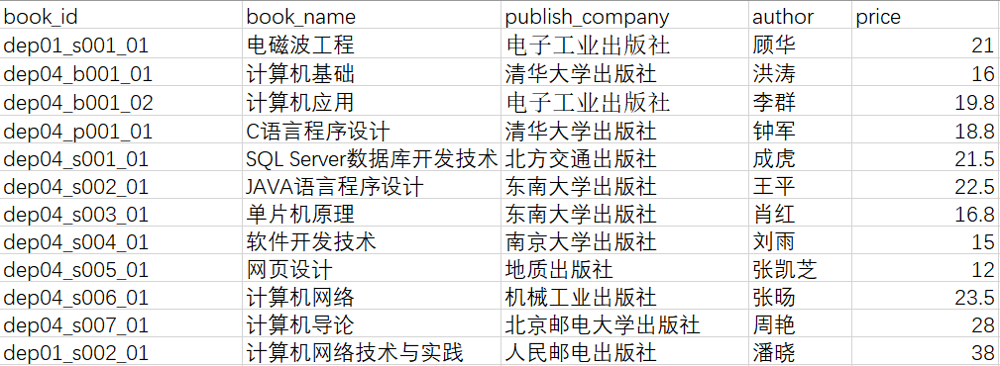 book_id book_name publish_company author price
dep01_s001_01 电磁波工程 电子工业出版社 顾华 21
dep04_b001_01 计算机基础 清华大学出版社 洪涛 16
dep04_b001_02 计算机应用 电子工业出版社 李群 19.8
dep04_p001_01 C语言程序设计 清华大学出版社 钟军 18.8
dep04_s001_01 SQL Server数据库开发技术 北方交通出版社 成虎 21.5
dep04_s002_01 JAVA语言程序设计 东南大学出版社 王平 22.5
dep04_s003_01 单片机原理 东南大学出版社 肖红 16.8
dep04_s004_01 软件开发技术 南京大学出版社 刘雨 15
dep04_s005_01 网页设计 地质出版社 张凯芝 12
dep04_s006_01 计算机网络 机械工业出版社 张旸 23.5
dep04_s007_01 计算机导论 北京邮电大学出版社 周艳 28
dep01_s002_01 计算机网络技术与实践 人民邮电出版社 潘晓 38